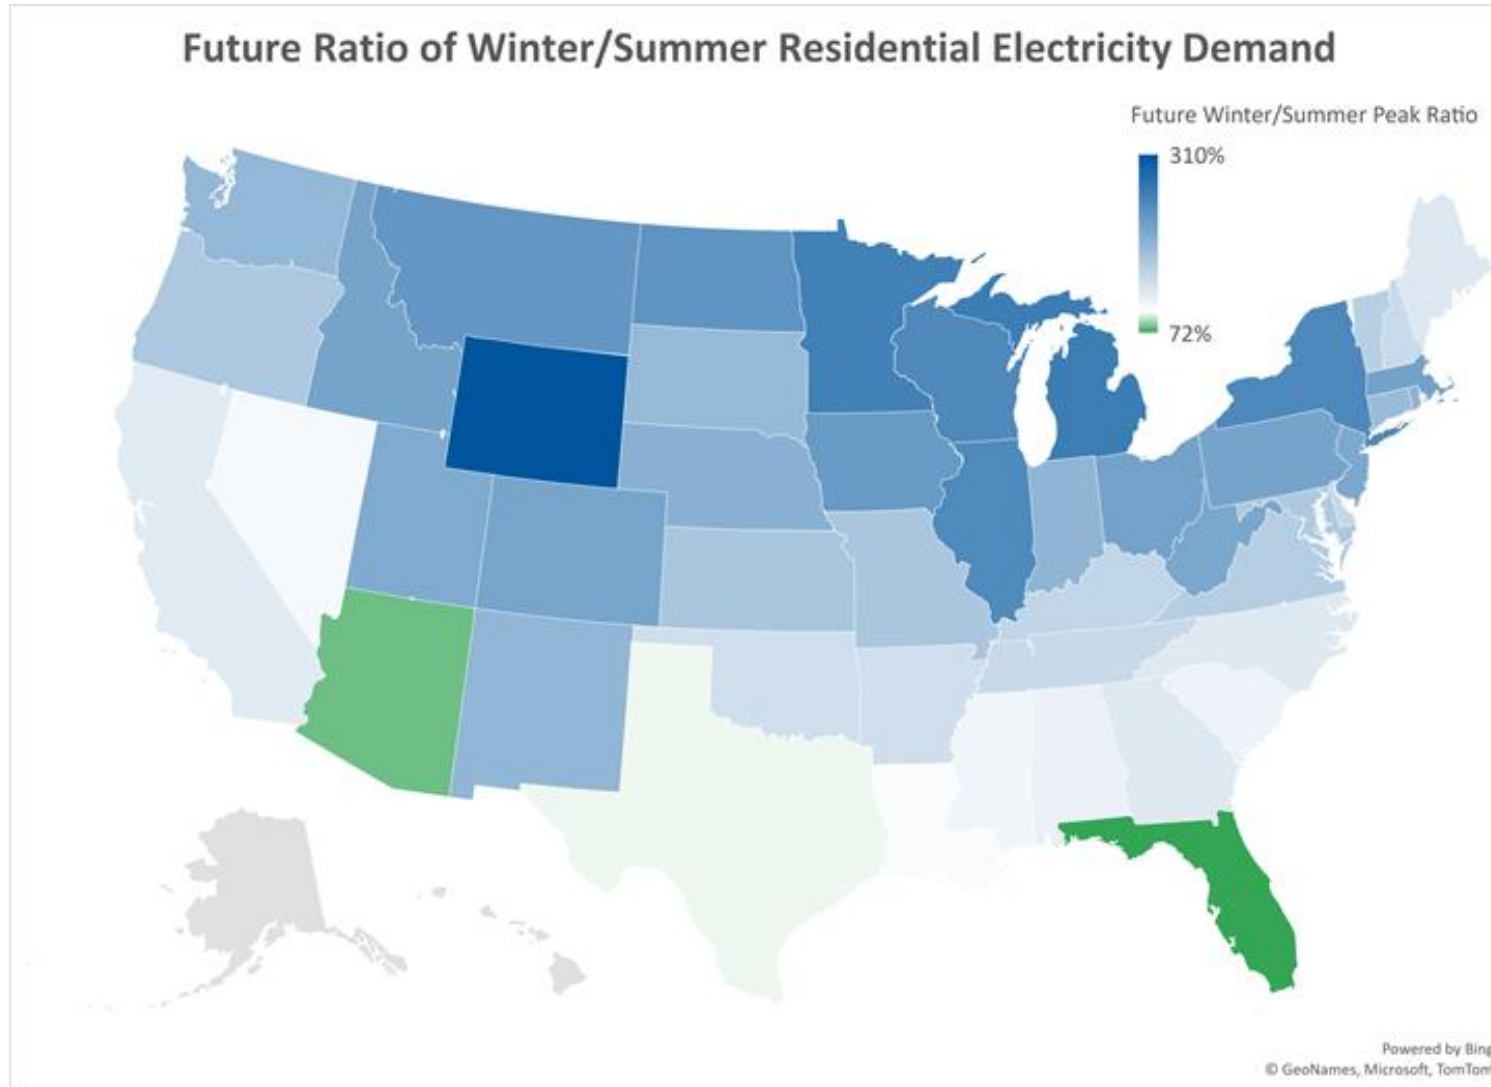 Future Ratio of Winter/Summer Residential Electricity Demand
Future Winter/Summer Peak Ratio
310%
72%
Powered by Bing
© GeoNames, Microsoft, TomTom